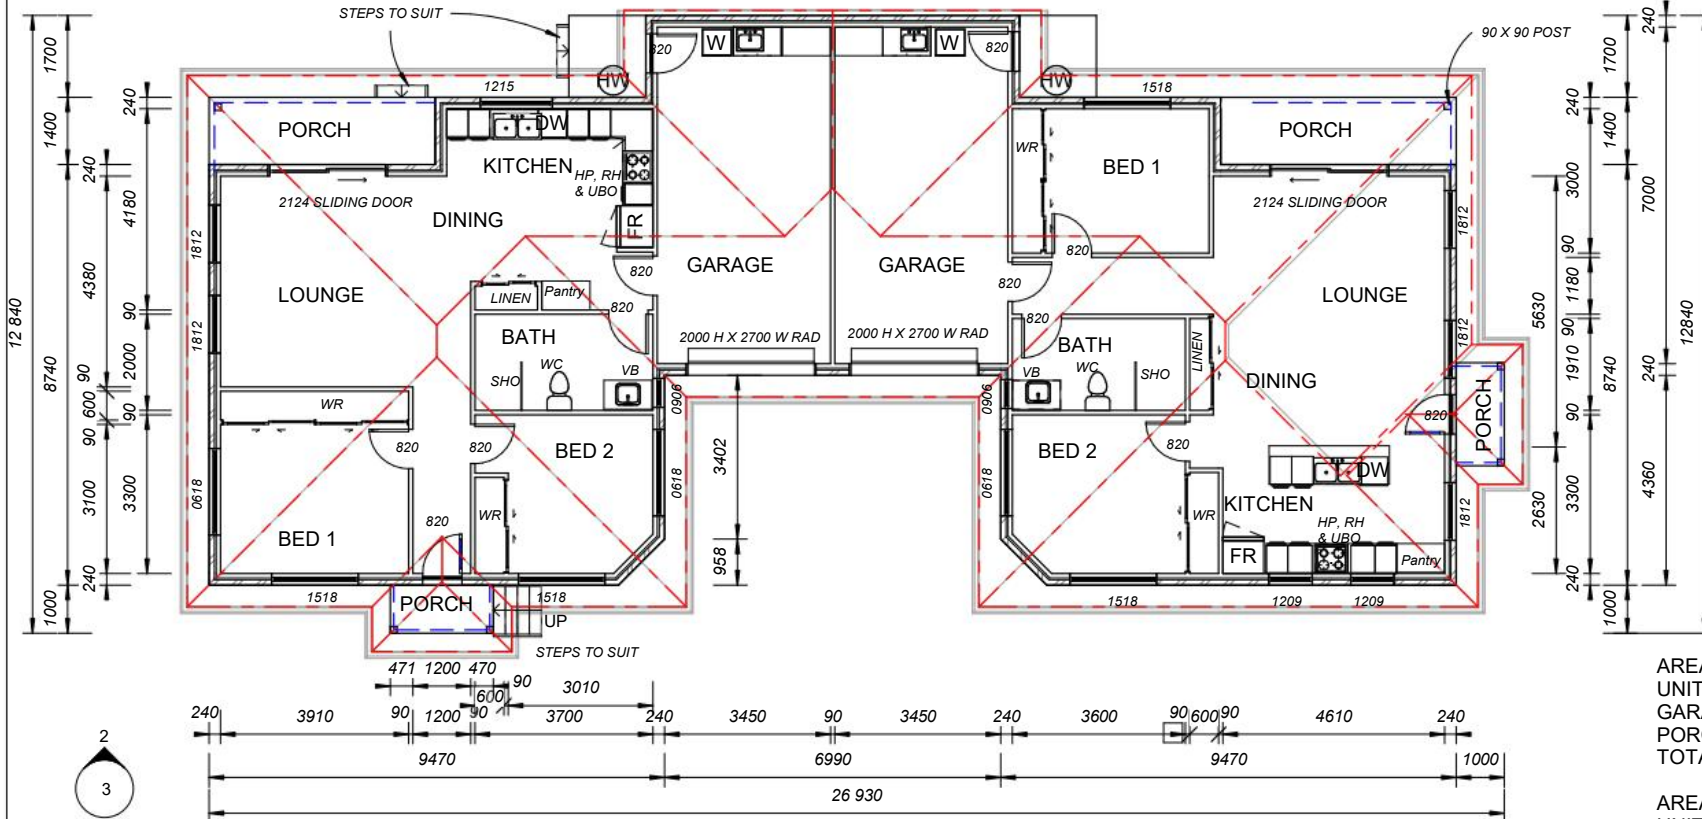 STEPS TO SUIT
90 X 90 POST
1215
1518
820
W
W
820
HW
HW
PORCH
DW
KITCHEN
HP, RH
& UBO
FR
2124 SLIDING DOOR
DINING
LOUNGE
1812
1812
LINEN
Pantry
820
820
BATH
WC
SHO
VB
GARAGE
GARAGE
2000 H X 2700 W RAD
2000 H X 2700 W RAD
WR
BED 1
820
820
820
PORCH
2124 SLIDING DOOR
LOUNGE
1812
1812
BATH
VB
WC
SHO
LINEN
DINING
PORCH
820
WR
820
820
BED 2
WR
BED 1
820
0618
0906
0618
0906
0618
BED 2
820
WR
DW
KITCHEN
HP, RH
& UBO
FR
Pantry
1812
1518
PORCH
1518
UP
STEPS TO SUIT
1518
1209
1209
3402
958
12 840
1700
1400
8740
1000
240
4380
90
600
90
3100
240
4180
90
2000
90
3300
240
240
3000
90
1180
90
1910
90
3300
240
5630
2630
1700
1400
8740
1000
240
7000
240
4360
12840
471 1200 470
90
600
3010
240 3910 90 1200 90 3700 240 3450 90 3450 240 3600 90 600 90 4610 240
9470 6990 9470 1000
26 930
2
3
AREA
UNIT
GARA
PORC
TOTA
AREA